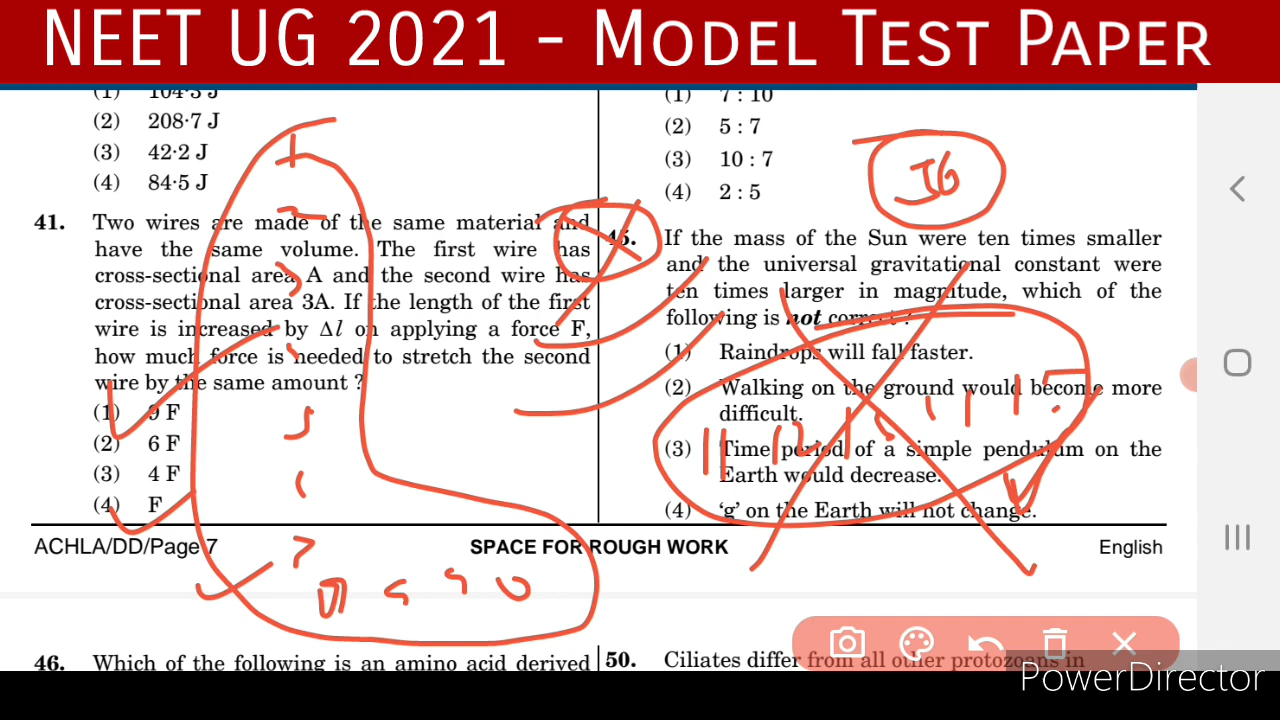 NEET UG 2021 - MODEL TEST PAPER
(1) 104·3 J
(2) 208·7 J
(3) 42·2 J
(4) 84·5 J
41. Two wires are made of the same material and
have the same volume. The first wire has
cross-sectional area A and the second wire has
cross-sectional area 3A. If the length of the first
wire is increased by Δl on applying a force F,
how much force is needed to stretch the second
wire by the same amount ?
(1) 9 F
(2) 6 F
(3) 4 F
(4) F
(1) 7 : 10
(2) 5 : 7
(3) 10 : 7
(4) 2 : 5
45. If the mass of the Sun were ten times smaller
and the universal gravitational constant were
ten times larger in magnitude, which of the
following is not correct ?
(1) Raindrops will fall faster.
(2) Walking on the ground would become more
difficult.
(3) Time period of a simple pendulum on the
Earth would decrease.
(4) ‘g’ on the Earth will not change.
ACHLA/DD/Page 7
SPACE FOR ROUGH WORK
English
46. Which of the following is an amino acid derived
50. Ciliates differ from all other protozoans in
PowerDirector